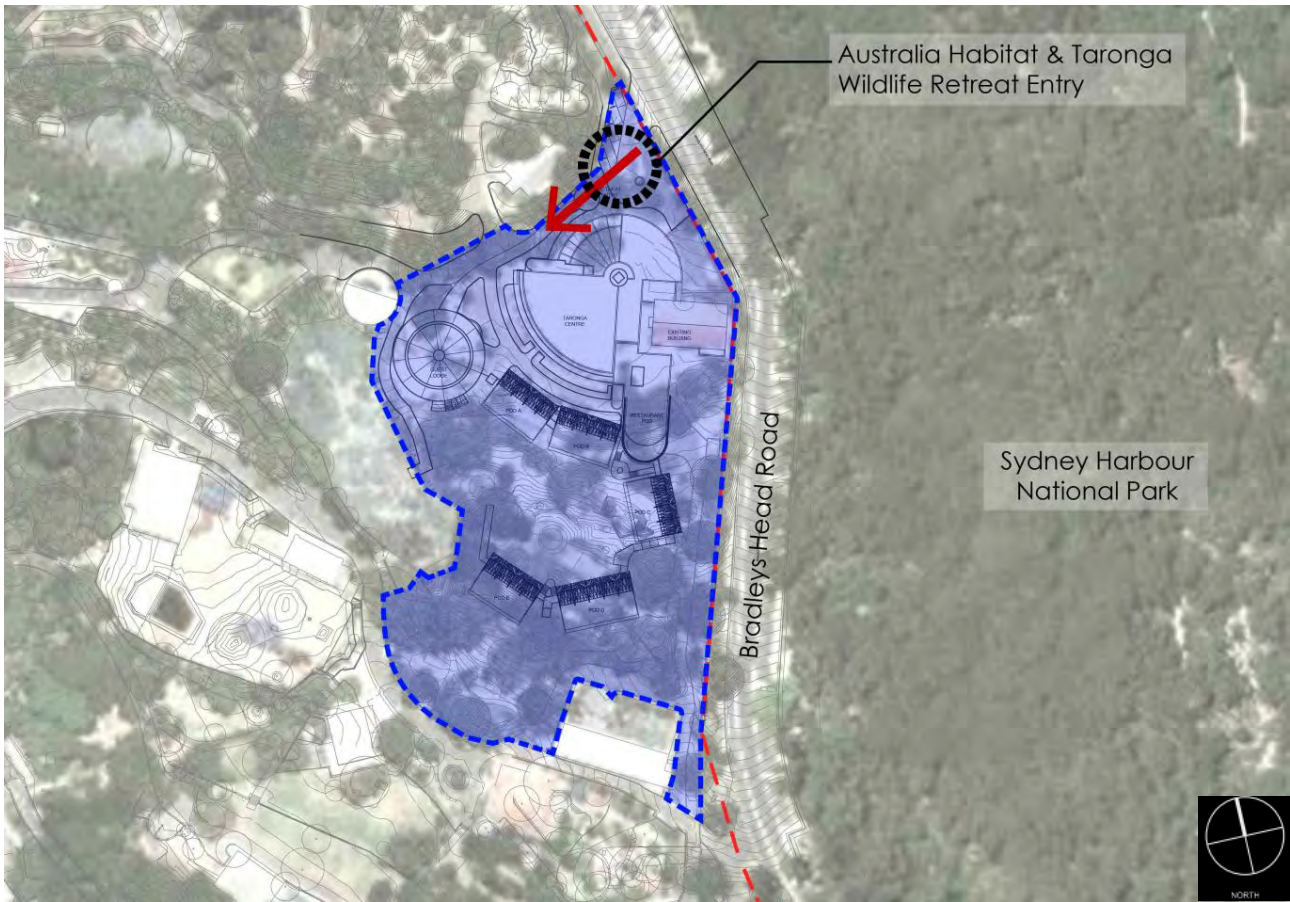 Australia Habitat & Taronga
Wildlife Retreat Entry
TARONGA
CENTRE
EXISTING
BUILDING
LODGE
POD A
POD B
RESTAURANT
POD
POD C
Bradleys Head Road
Sydney Harbour
National Park
POD E
POD D
NORTH